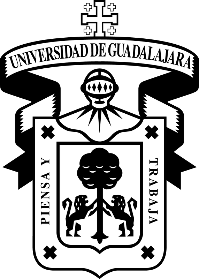 UNIVERSIDAD DE GUADALAJARA
PIENSA Y
TRABAJA